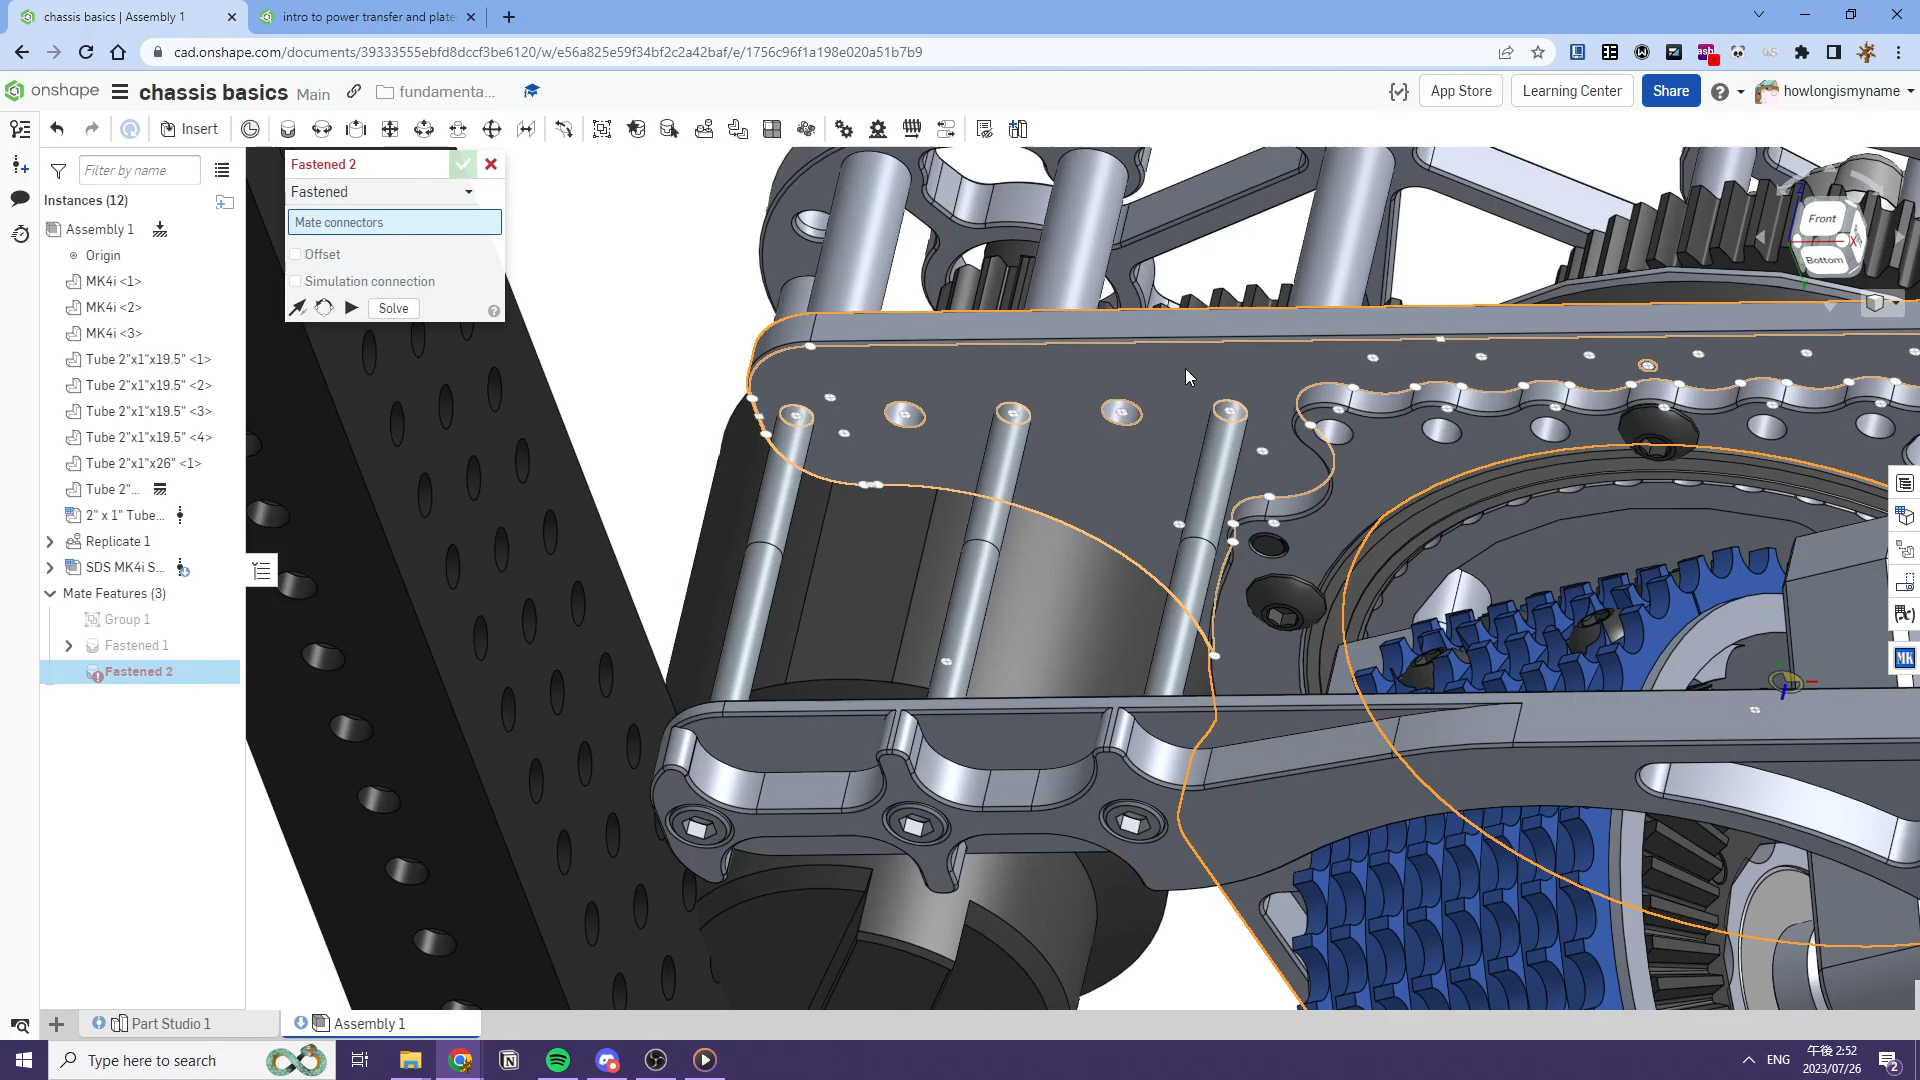 chassis basics | Assembly 1
intro to power transfer and plate
cad.onshape.com/documents/39333555ebfd8dccf3be6120/w/e56a825e59f34bf2c2a42baf/e/1756c96f1a198e020a51b7b9
onshape
chassis basics
Main
fundamenta...
App Store
Learning Center
Share
howlongismyname
Insert
Filter by name
Instances (12)
Assembly 1
Origin
MK4i <1>
MK4i <2>
MK4i <3>
Tube 2"x1"x19.5" <1>
Tube 2"x1"x19.5" <2>
Tube 2"x1"x19.5" <3>
Tube 2"x1"x19.5" <4>
Tube 2"x1"x26" <1>
Tube 2"...
2" x 1" Tube...
Replicate 1
SDS MK4i S...
Mate Features (3)
Group 1
Fastened 1
Fastened 2
Fastened 2
Fastened
Mate connectors
Offset
Simulation connection
Solve
Front
Bottom
X
MK
Part Studio 1
Assembly 1
Type here to search
ENG
午後 2:52
2023/07/26
2